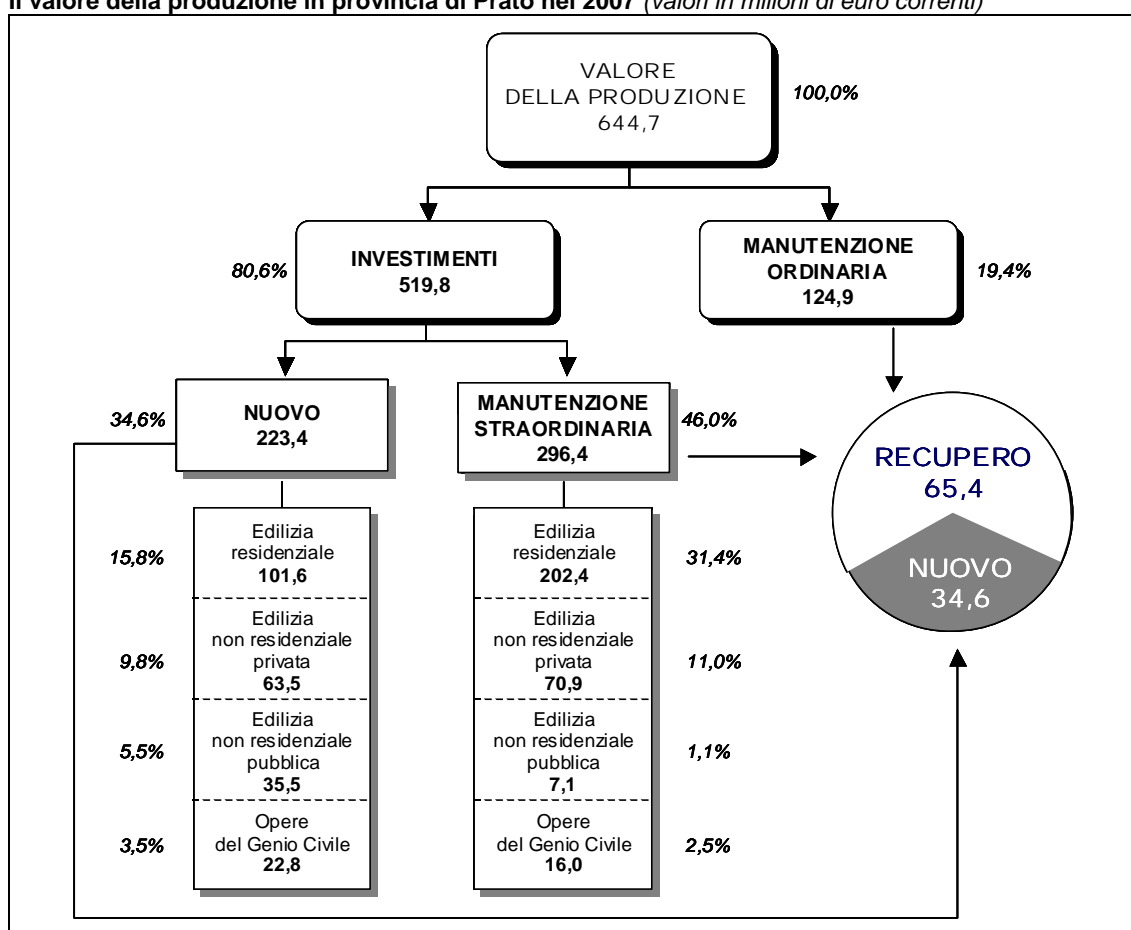 Il valore della produzione in provincia di Prato nel 2007 (valori in milioni di euro correnti)
VALORE
DELLA PRODUZIONE
644,7
100,0%
INVESTIMENTI
519,8
80,6%
MANUTENZIONE
ORDINARIA
124,9
19,4%
NUOVO
223,4
34,6%
MANUTENZIONE
STRAORDINARIA
296,4
46,0%
RECUPERO
65,4
NUOVO
34,6
15,8%
Edilizia
residenziale
101,6
9,8%
Edilizia
non residenziale
privata
63,5
5,5%
Edilizia
non residenziale
pubblica
35,5
3,5%
Opere
del Genio Civile
22,8
Edilizia
residenziale
202,4
31,4%
Edilizia
non residenziale
privata
70,9
11,0%
Edilizia
non residenziale
pubblica
7,1
1,1%
Opere
del Genio Civile
16,0
2,5%